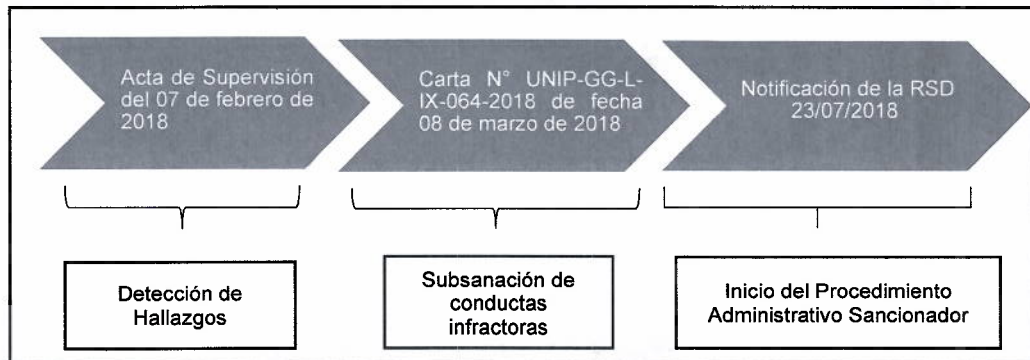 Acta de Supervisión
del 07 de febrero de
2018
Carta N° UNIP-GG-L-
IX-064-2018 de fecha
08 de marzo de 2018
Notificación de la RSD
23/07/2018
Detección de
Hallazgos
Subsanación de
conductas
infractoras
Inicio del Procedimiento
Administrativo Sancionador